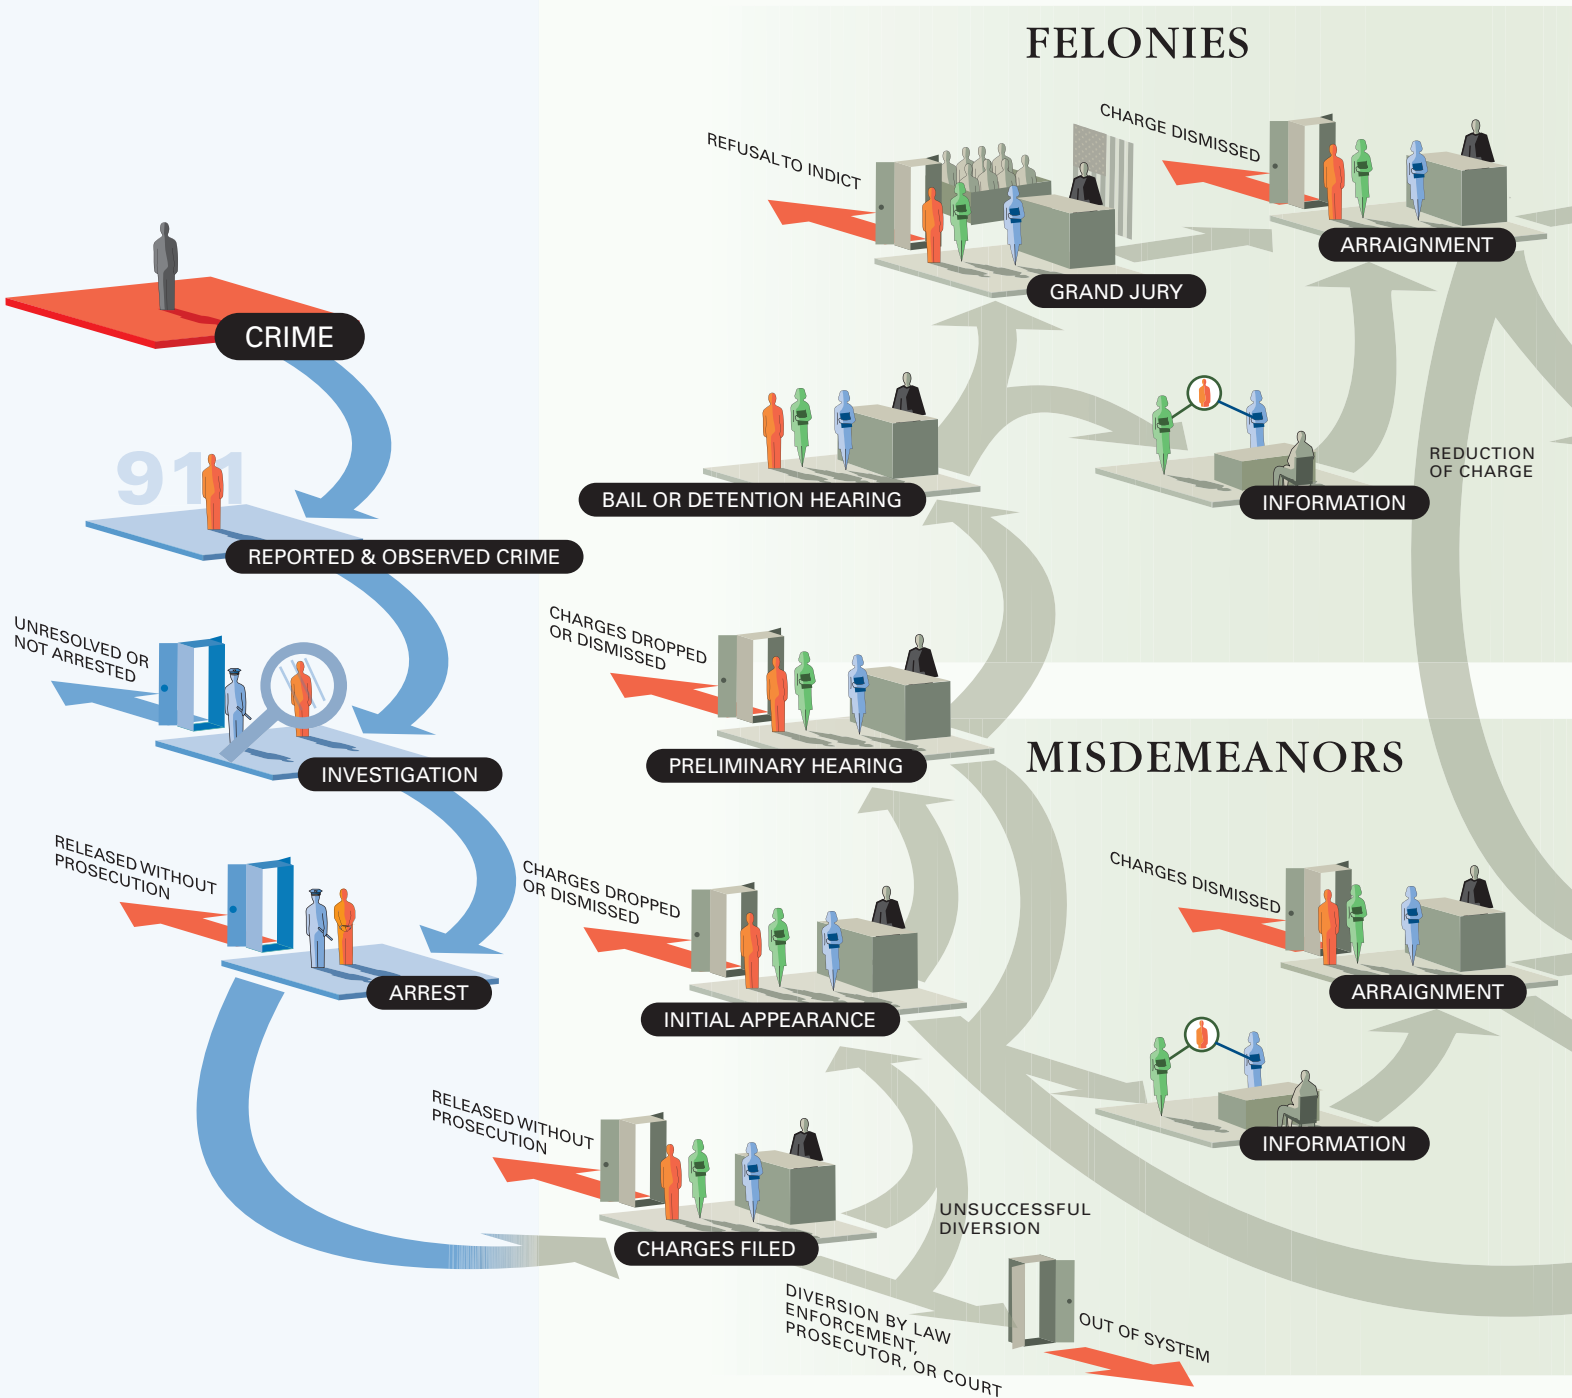 FELONIES
CHARGE DISMISSED
REFUSAL TO INDICT
ARRAIGNMENT
GRAND JURY
CRIME
REDUCTION
OF CHARGE
BAIL OR DETENTION HEARING
INFORMATION
911
REPORTED & OBSERVED CRIME
UNRESOLVED OR
NOT ARRESTED
CHARGES DROPPED
OR DISMISSED
INVESTIGATION
PRELIMINARY HEARING
MISDEMEANORS
RELEASED WITHOUT
PROSECUTION
CHARGES DROPPED
OR DISMISSED
CHARGES DISMISSED
ARREST
INITIAL APPEARANCE
ARRAIGNMENT
RELEASED WITHOUT
PROSECUTION
INFORMATION
UNSUCCESSFUL
DIVERSION
CHARGES FILED
DIVERSION BY LAW
ENFORCEMENT,
PROSECUTOR, OR COURT
OUT OF SYSTEM